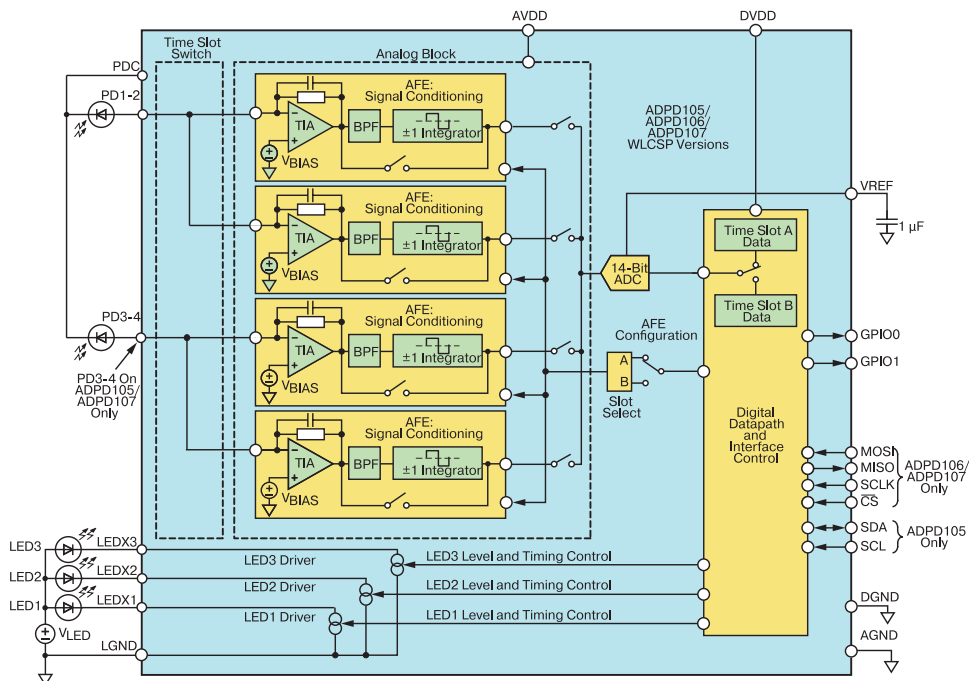 AVDD
DVDD
Time Slot
Switch
Analog Block
PDC
PD1-2
AFE:
Signal Conditioning
TIA
BPF
±1 Integrator
VBIAS
ADPD105/
ADPD106/
ADPD107
WLCSP Versions
VREF
1 µF
AFE:
Signal Conditioning
TIA
BPF
±1 Integrator
VBIAS
Time Slot A
Data
14-Bit
ADC
Time Slot B
Data
PD3-4
PD3-4 On
ADPD105/
ADPD107
Only
AFE:
Signal Conditioning
TIA
BPF
±1 Integrator
VBIAS
AFE
Configuration
A
B
Slot
Select
GPIO0
GPIO1
Digital
Datapath
and
Interface
Control
AFE:
Signal Conditioning
TIA
BPF
±1 Integrator
VBIAS
MOSI
MISO
SCLK
CS
ADPD106/
ADPD107
Only
SDA
SCL
ADPD105
Only
LED3
LEDX3
LED3 Driver
LED3 Level and Timing Control
LED2
LEDX2
LED2 Driver
LED2 Level and Timing Control
LED1
LEDX1
LED1 Driver
LED1 Level and Timing Control
VLED
LGND
DGND
AGND